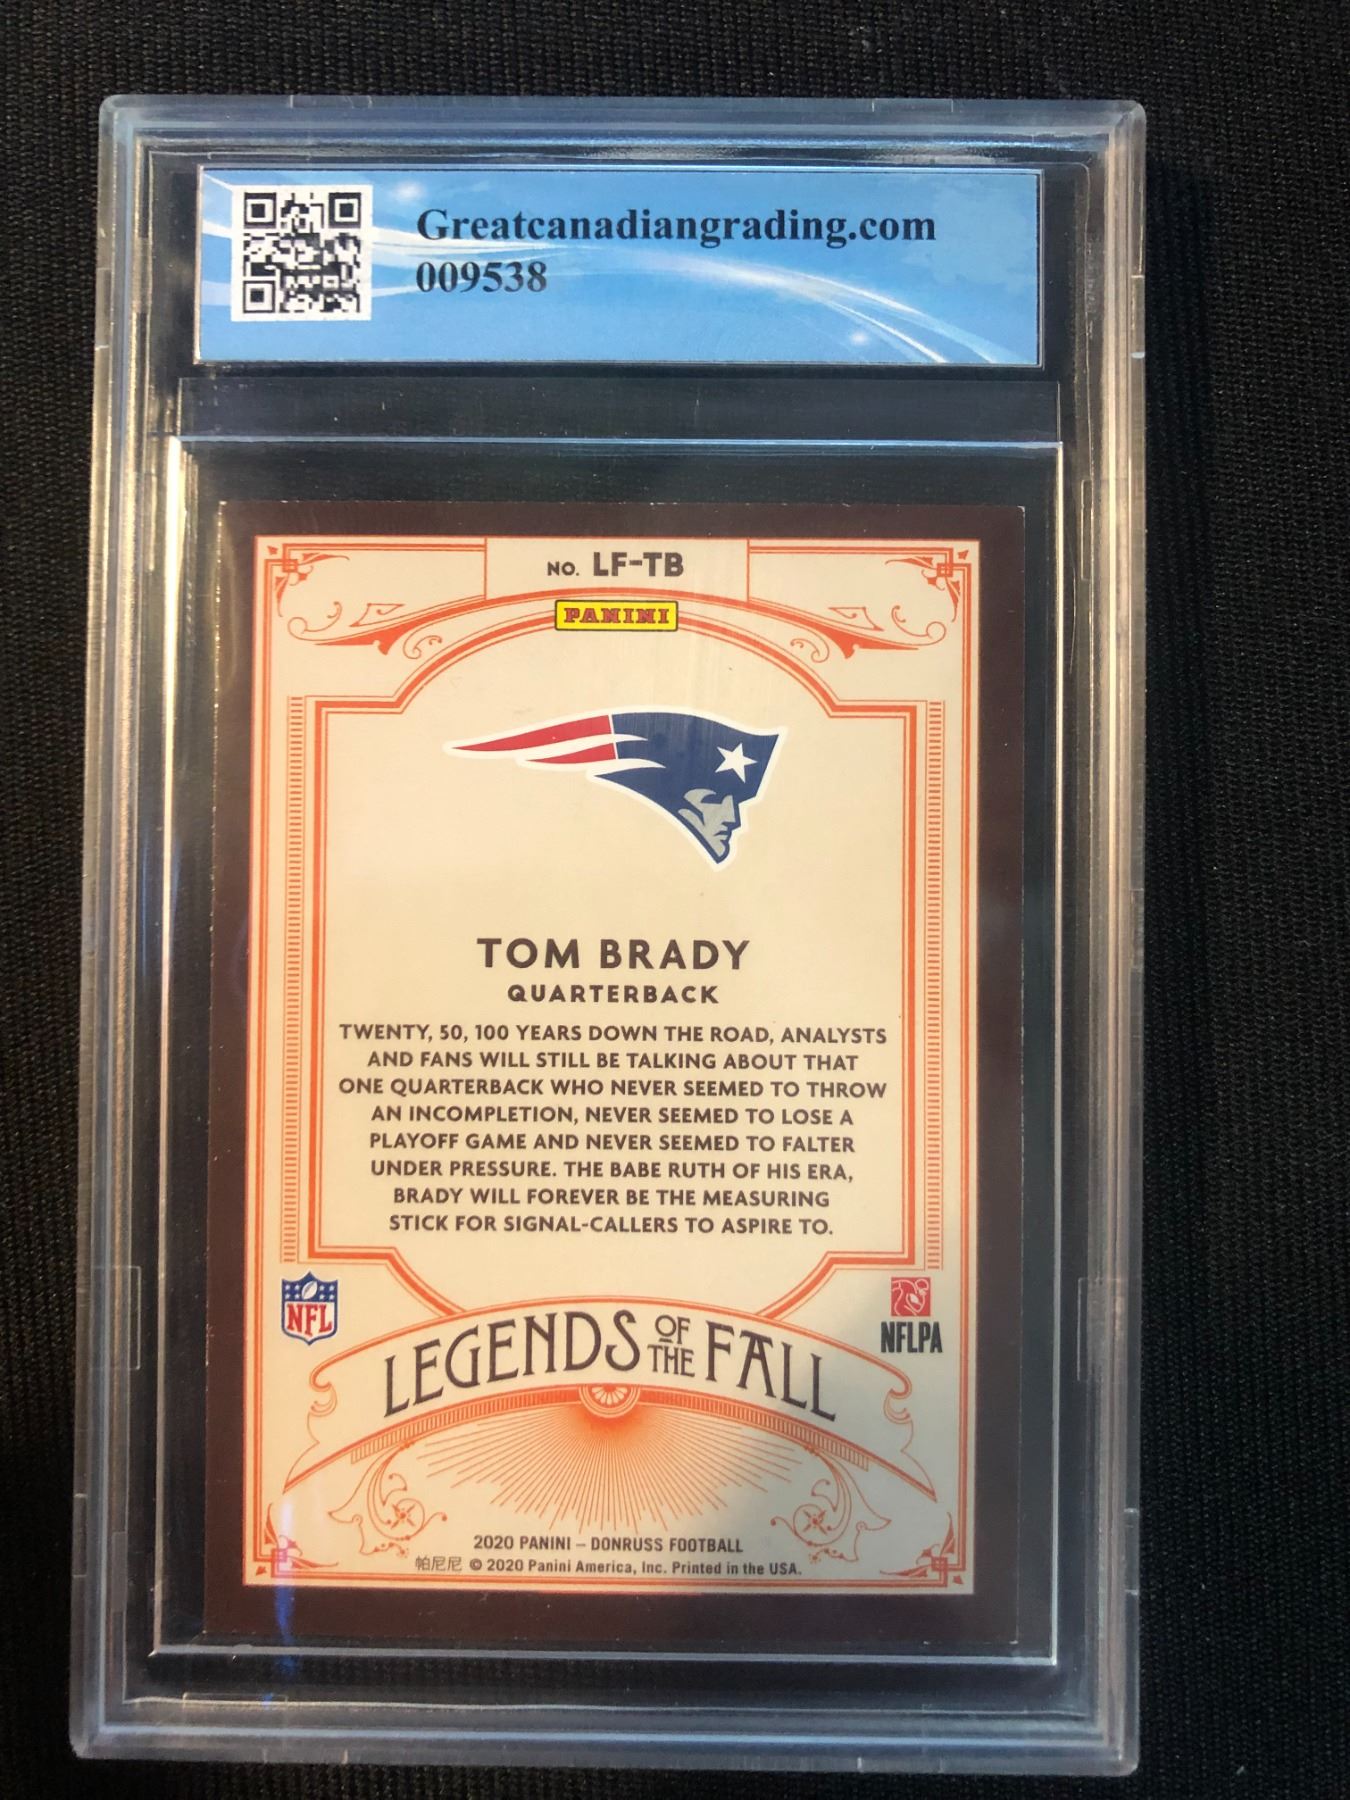 Greatcanadiangrading.com
009538
NO. LF-TB
PANINI
TOM BRADY
QUARTERBACK
TWENTY, 50, 100 YEARS DOWN THE ROAD, ANALYSTS
AND FANS WILL STILL BE TALKING ABOUT THAT
ONE QUARTERBACK WHO NEVER SEEMED TO THROW
AN INCOMPLETION, NEVER SEEMED TO LOSE A
PLAYOFF GAME AND NEVER SEEMED TO FALTER
UNDER PRESSURE. THE BABE RUTH OF HIS ERA,
BRADY WILL FOREVER BE THE MEASURING
STICK FOR SIGNAL-CALLERS TO ASPIRE TO.
NFL
NFLPA
LEGENDS OF THE FALL
2020 PANINI – DONRUSS FOOTBALL
帕尼尼 © 2020 Panini America, Inc. Printed in the USA.